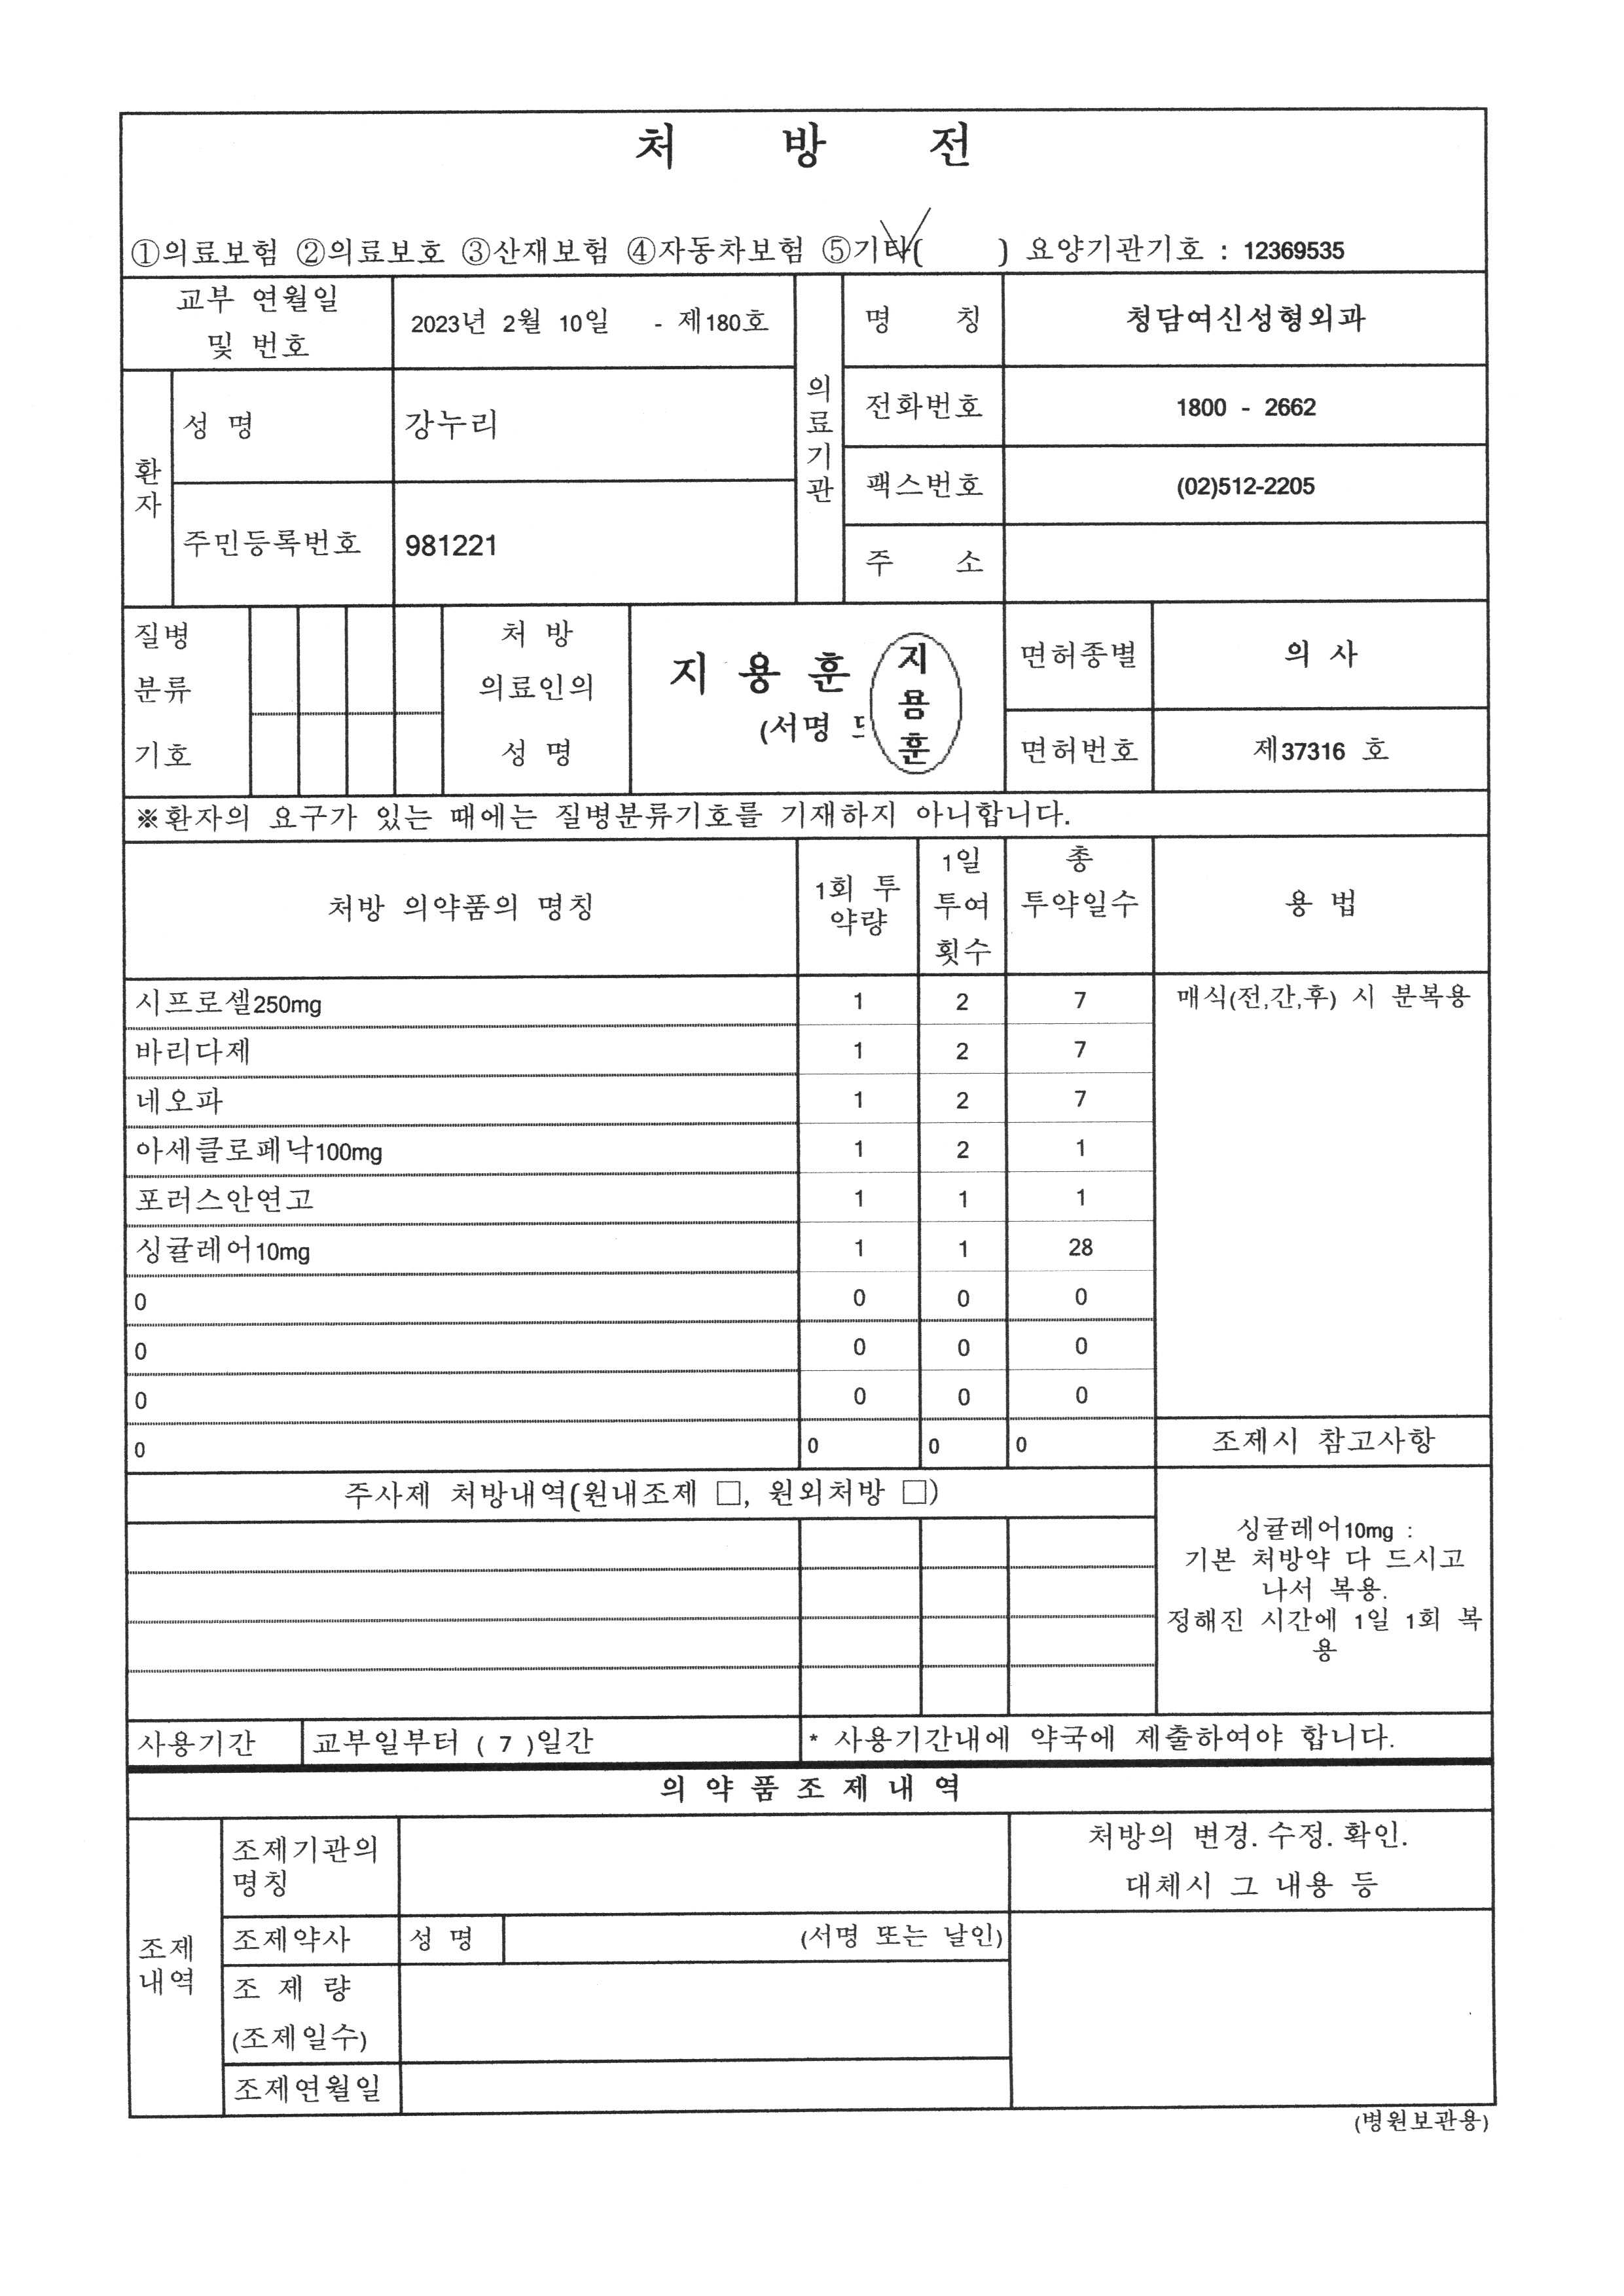 처 방 전
①의료보험 ②의료보호 ③산재보험 ④자동차보험 ⑤기타( ) 요양기관기호 : 12369535
교부 연월일 및 번호
2023년 2월 10일 - 제180호
환자
성 명
강누리
주민등록번호
981221
의료기관
명 칭
청담여신성형외과
전화번호
1800 - 2662
팩스번호
(02)512-2205
주 소
질병
분류
기호
처 방
의료인의
성 명
지 용 훈
(서명
지용훈
면허종별
의 사
면허번호
제37316 호
※환자의 요구가 있는 때에는 질병분류기호를 기재하지 아니합니다.
처방 의약품의 명칭
1회 투약량
1일 투여 횟수
총 투약일수
용 법
시프로셀250mg 1 2 7 매식(전,간,후) 시 분복용
바리다제 1 2 7
네오파 1 2 7
아세클로페낙100mg 1 2 1
포러스안연고 1 1 1
싱귤레어10mg 1 1 28
0 0 0 0
0 0 0 0
0 0 0 0
0 0 0 0 조제시 참고사항
주사제 처방내역(원내조제 □, 원외처방 □)
싱귤레어10mg :
기본 처방약 다 드시고
나서 복용.
정해진 시간에 1일 1회 복
용
사용기간 교부일부터 ( 7 )일간 * 사용기간내에 약국에 제출하여야 합니다.
의 약 품 조 제 내 역
조제
내역
조제기관의
명칭
처방의 변경. 수정. 확인.
대체시 그 내용 등
조제약사 성 명 (서명 또는 날인)
조 제 량
(조제일수)
조제연월일
(병원보관용)